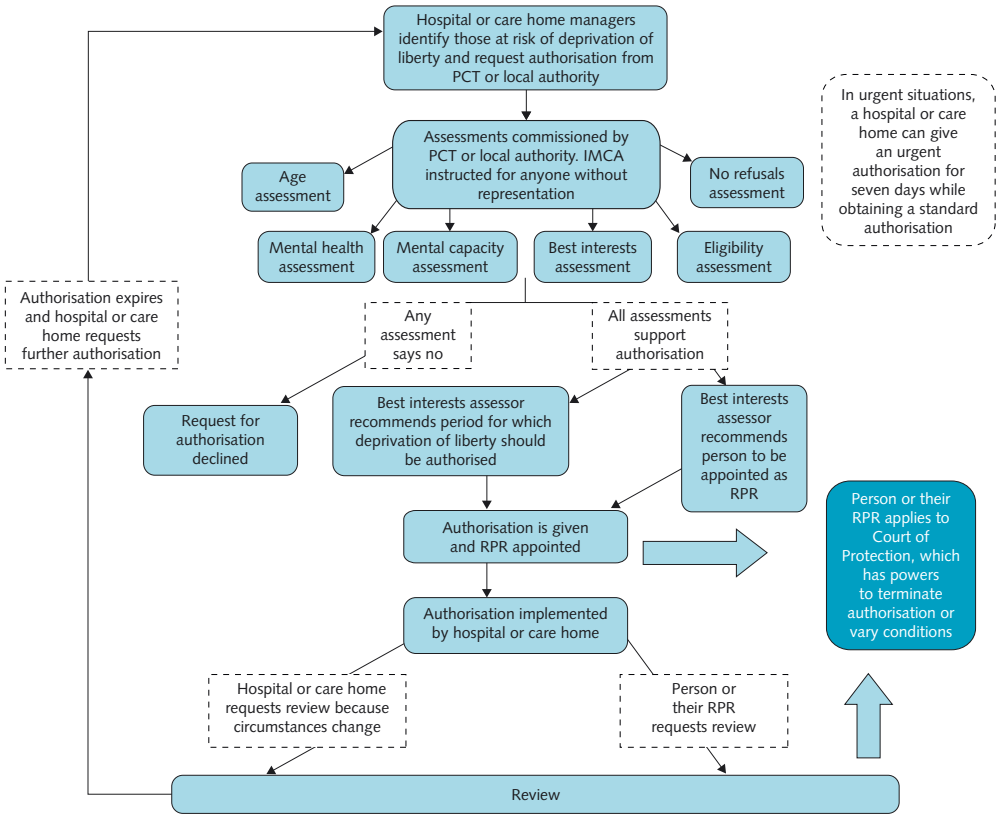 Hospital or care home managers
identify those at risk of deprivation of
liberty and request authorisation from
PCT or local authority
In urgent situations,
a hospital or care
home can give
an urgent
authorisation for
seven days while
obtaining a standard
authorisation
Assessments commissioned by
PCT or local authority. IMCA
instructed for anyone without
representation
Age
assessment
No refusals
assessment
Mental health
assessment
Mental capacity
assessment
Best interests
assessment
Eligibility
assessment
Authorisation expires
and hospital or care
home requests
further authorisation
Any
assessment
says no
All assessments
support
authorisation
Request for
authorisation
declined
Best interests assessor
recommends period for which
deprivation of liberty should
be authorised
Best interests
assessor
recommends
person to be
appointed as
RPR
Authorisation is given
and RPR appointed
Person or their
RPR applies to
Court of
Protection, which
has powers
to terminate
authorisation or
vary conditions
Authorisation implemented
by hospital or care home
Hospital or care home
requests review because
circumstances change
Person or
their RPR
requests review
Review